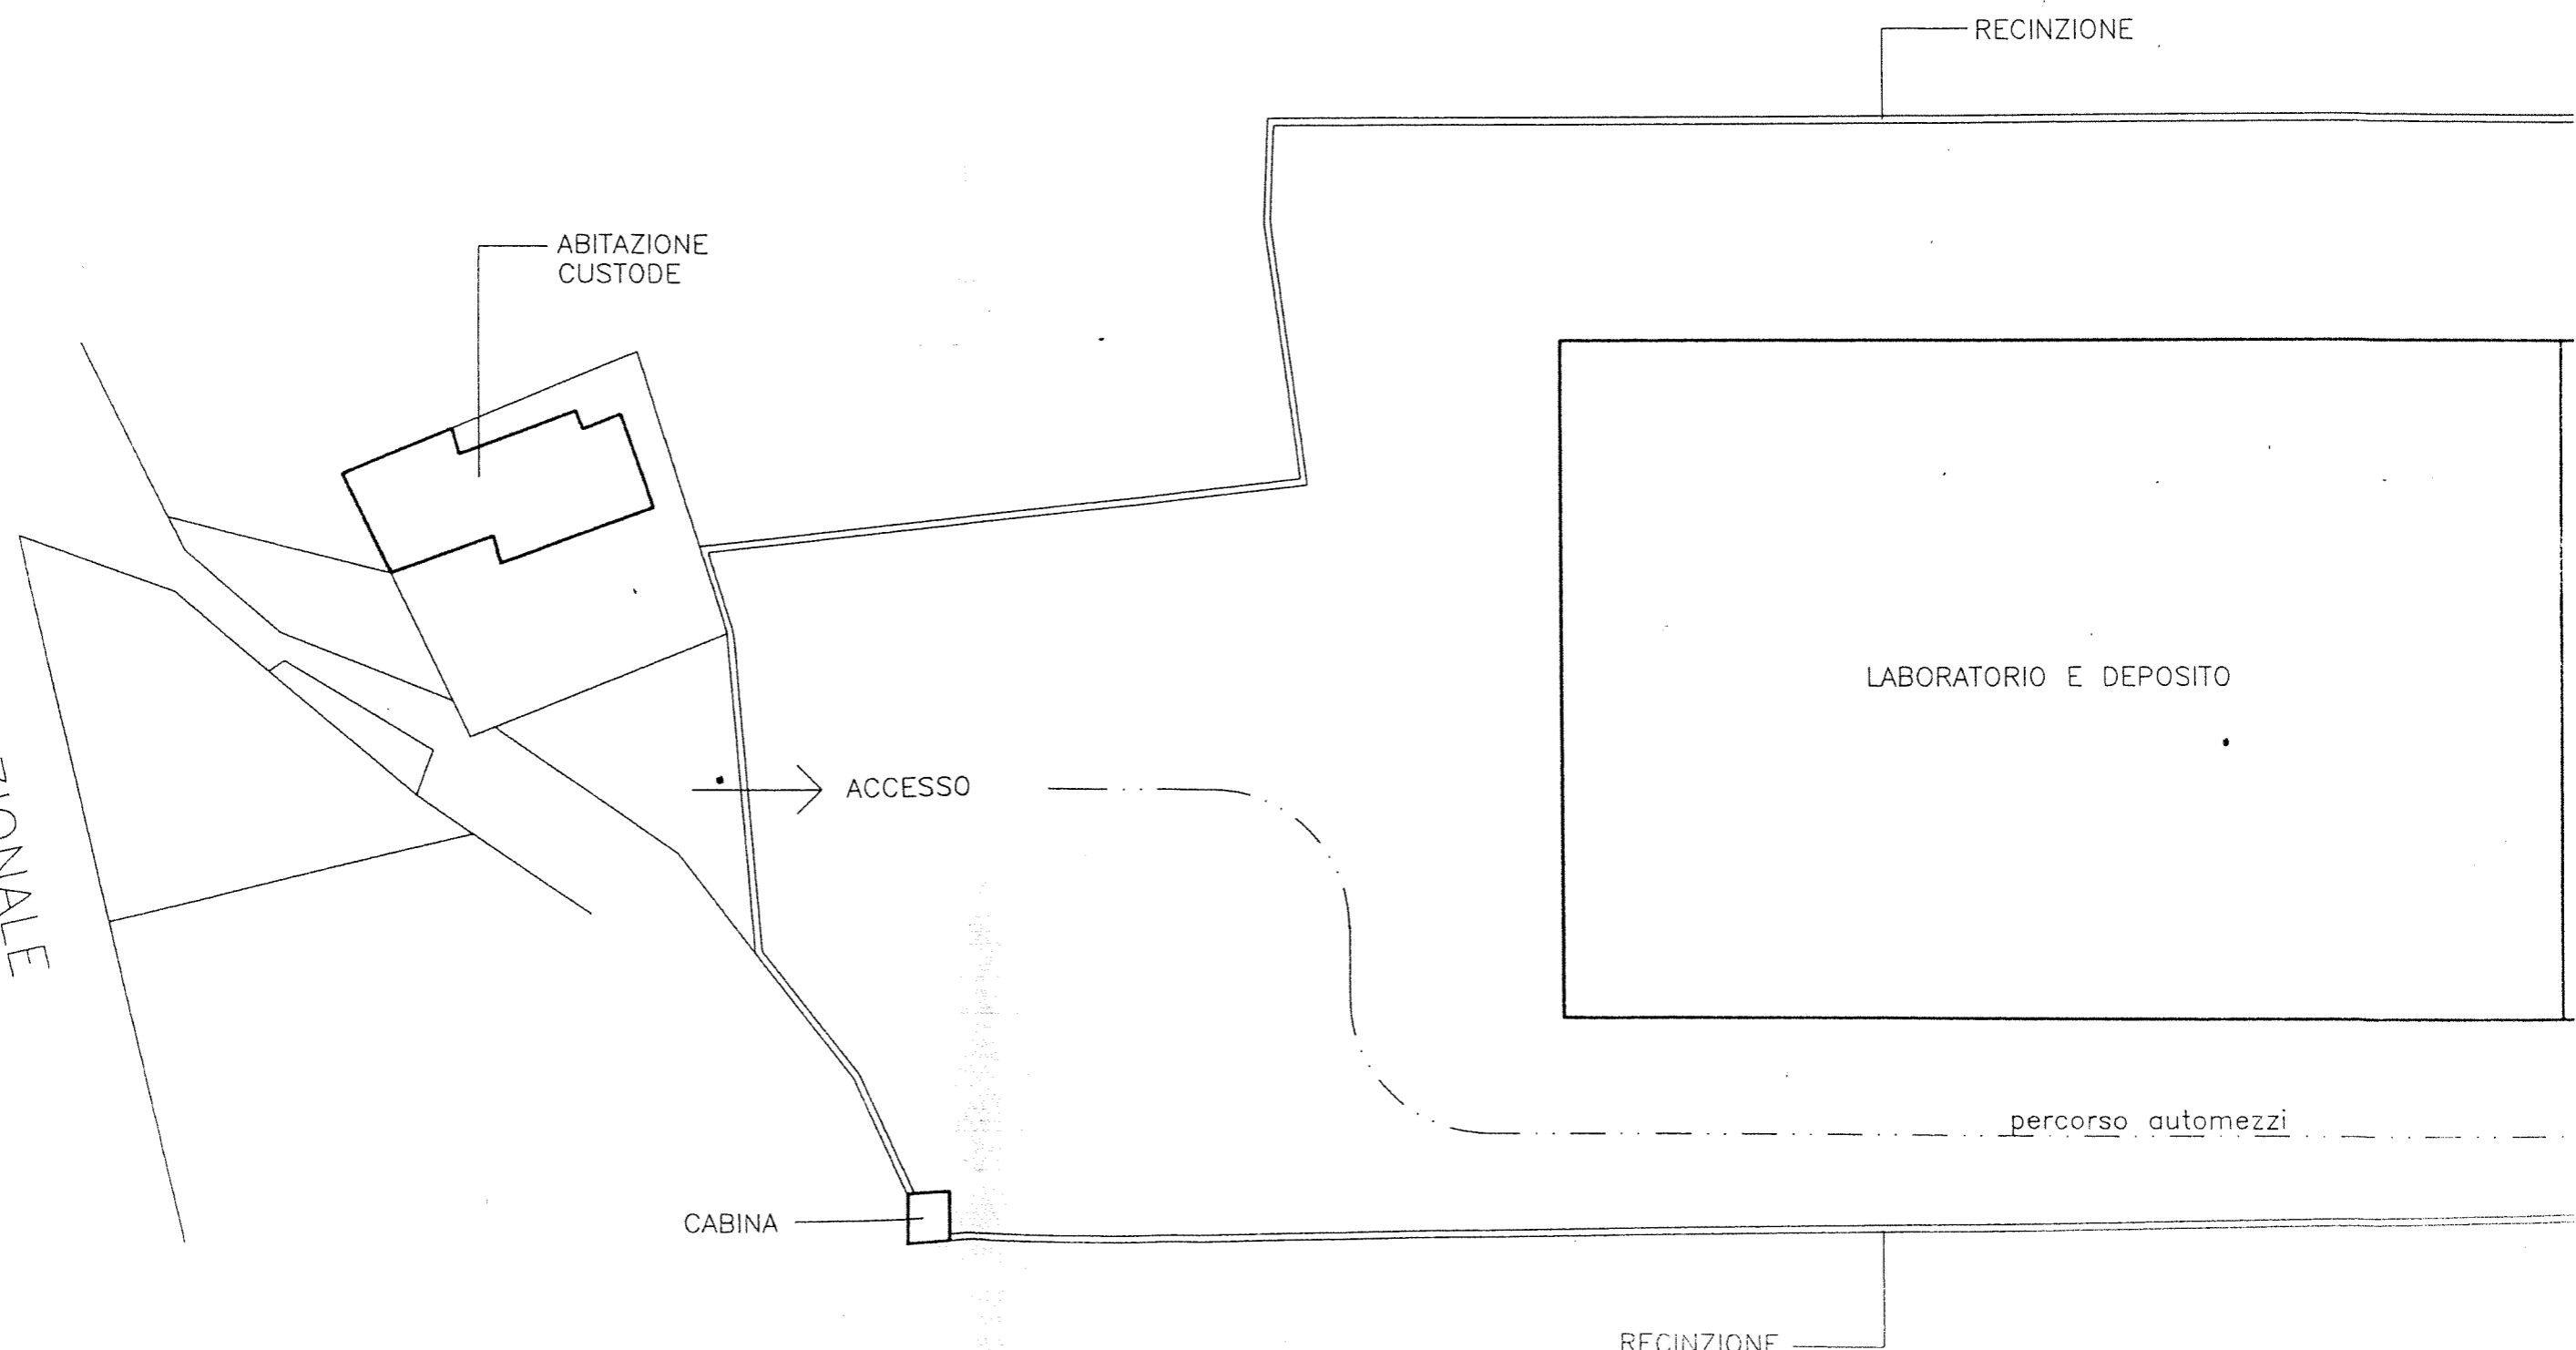 RECINZIONE
ABITAZIONE
CUSTODE
LABORATORIO E DEPOSITO
ACCESSO
percorso automezzi
CABINA
RECINZIONE